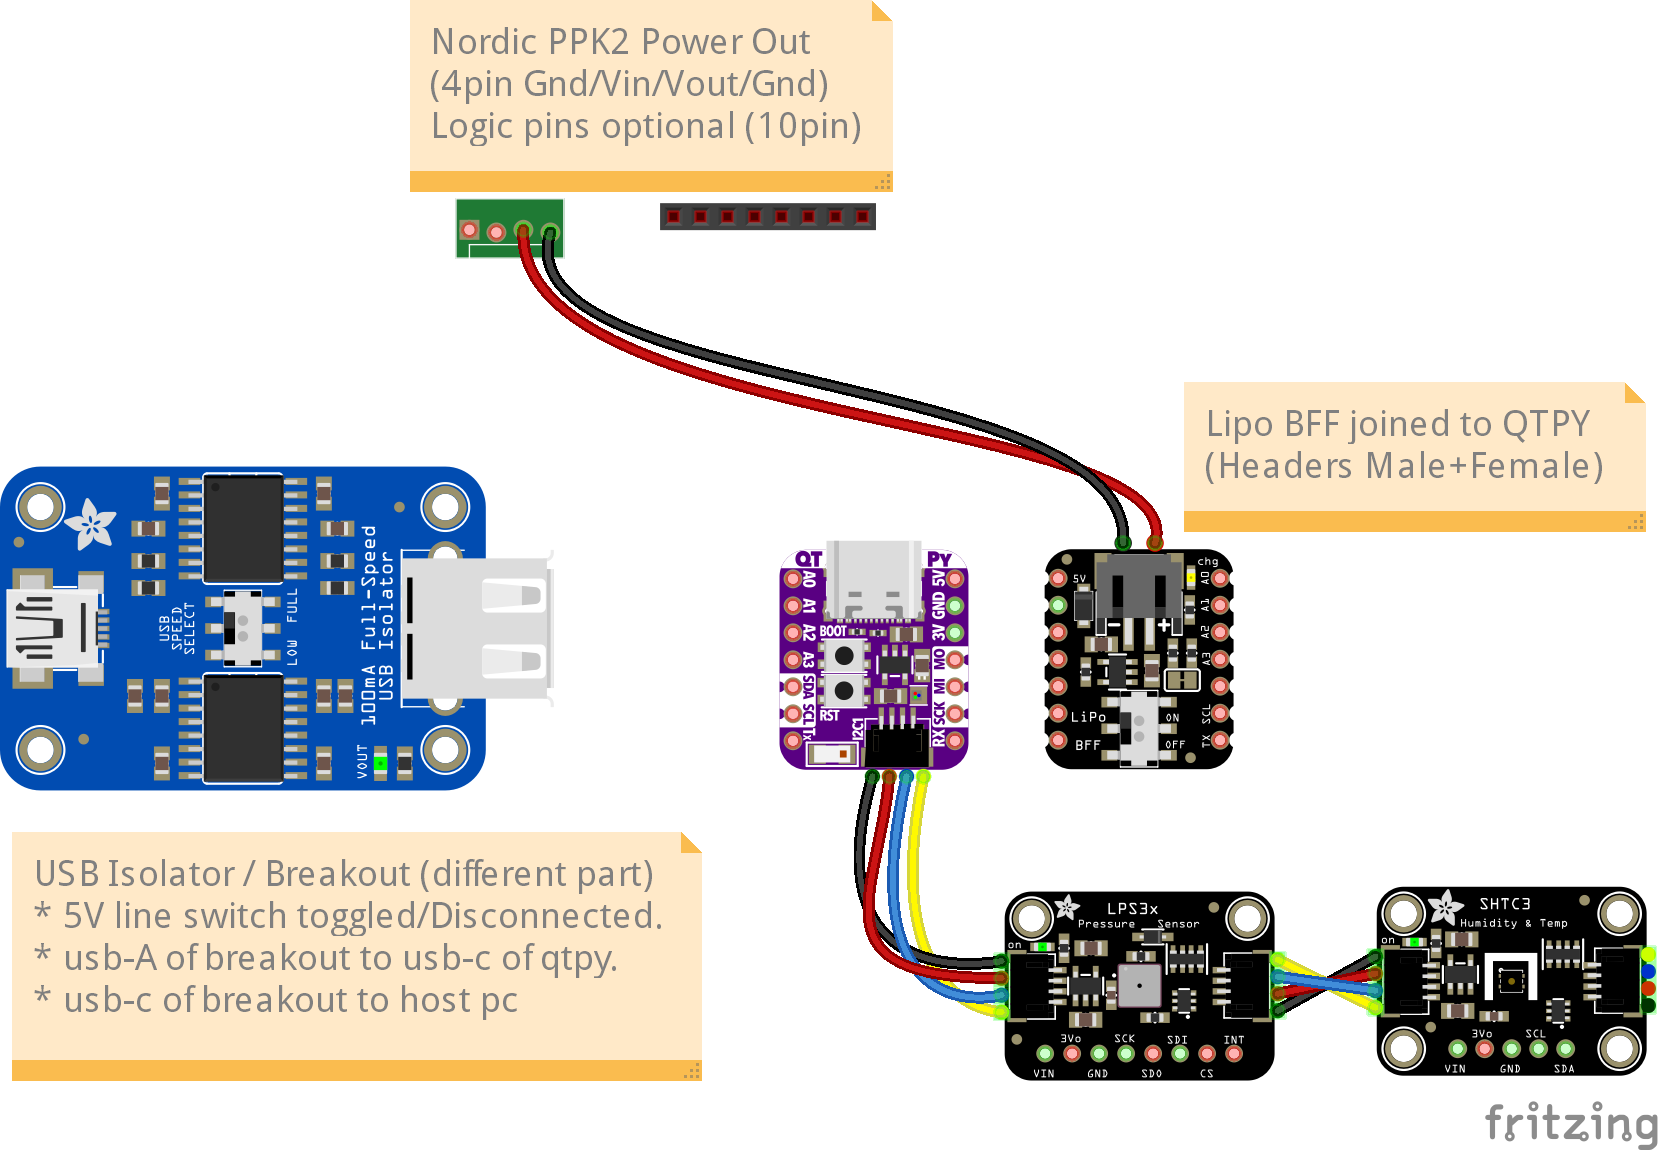 Nordic PPK2 Power Out
(4pin Gnd/Vin/Vout/Gnd)
Logic pins optional (10pin)
Lipo BFF joined to QTPY
(Headers Male+Female)
USB
SPEED
SELECT
FULL
LOW
100mA Full-Speed
USB Isolator
VOUT
QT
Py
A0
A1
A2
A3
SDA
SCL
Tx
5V
GND
3V
MO
MI
SCK
RX
BOOT
RST
I2C1
chg
5V
A0
A1
A2
A3
SCL
TX
- +
LiPo
BFF
ON
OFF
USB Isolator / Breakout (different part)
* 5V line switch toggled/Disconnected.
* usb-A of breakout to usb-c of qtpy.
* usb-c of breakout to host pc
LPS3x
Pressure Sensor
on
3Vo
SCK
SDI
INT
VIN
GND
SDO
CS
SHTC3
Humidity & Temp
on
3Vo
SCL
VIN
GND
SDA
fritzing